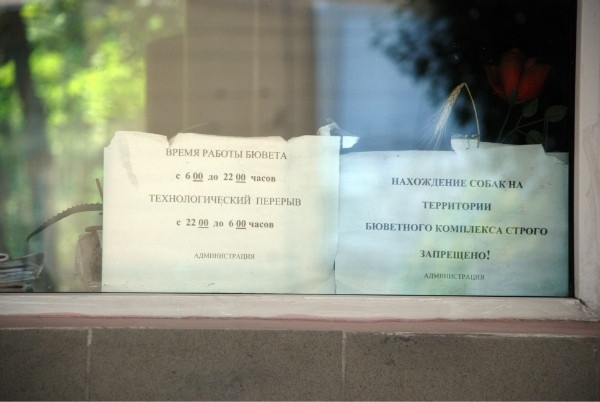 ВРЕМЯ РАБОТЫ БЮВЕТА
с 6 00 до 22 00 часов
ТЕХНОЛОГИЧЕСКИЙ ПЕРЕРЫВ
с 22 00 до 6 00 часов
АДМИНИСТРАЦИЯ
НАХОЖДЕНИЕ СОБАК НА
ТЕРРИТОРИИ
БЮВЕТНОГО КОМПЛЕКСА СТРОГО
ЗАПРЕЩЕНО!
АДМИНИСТРАЦИЯ